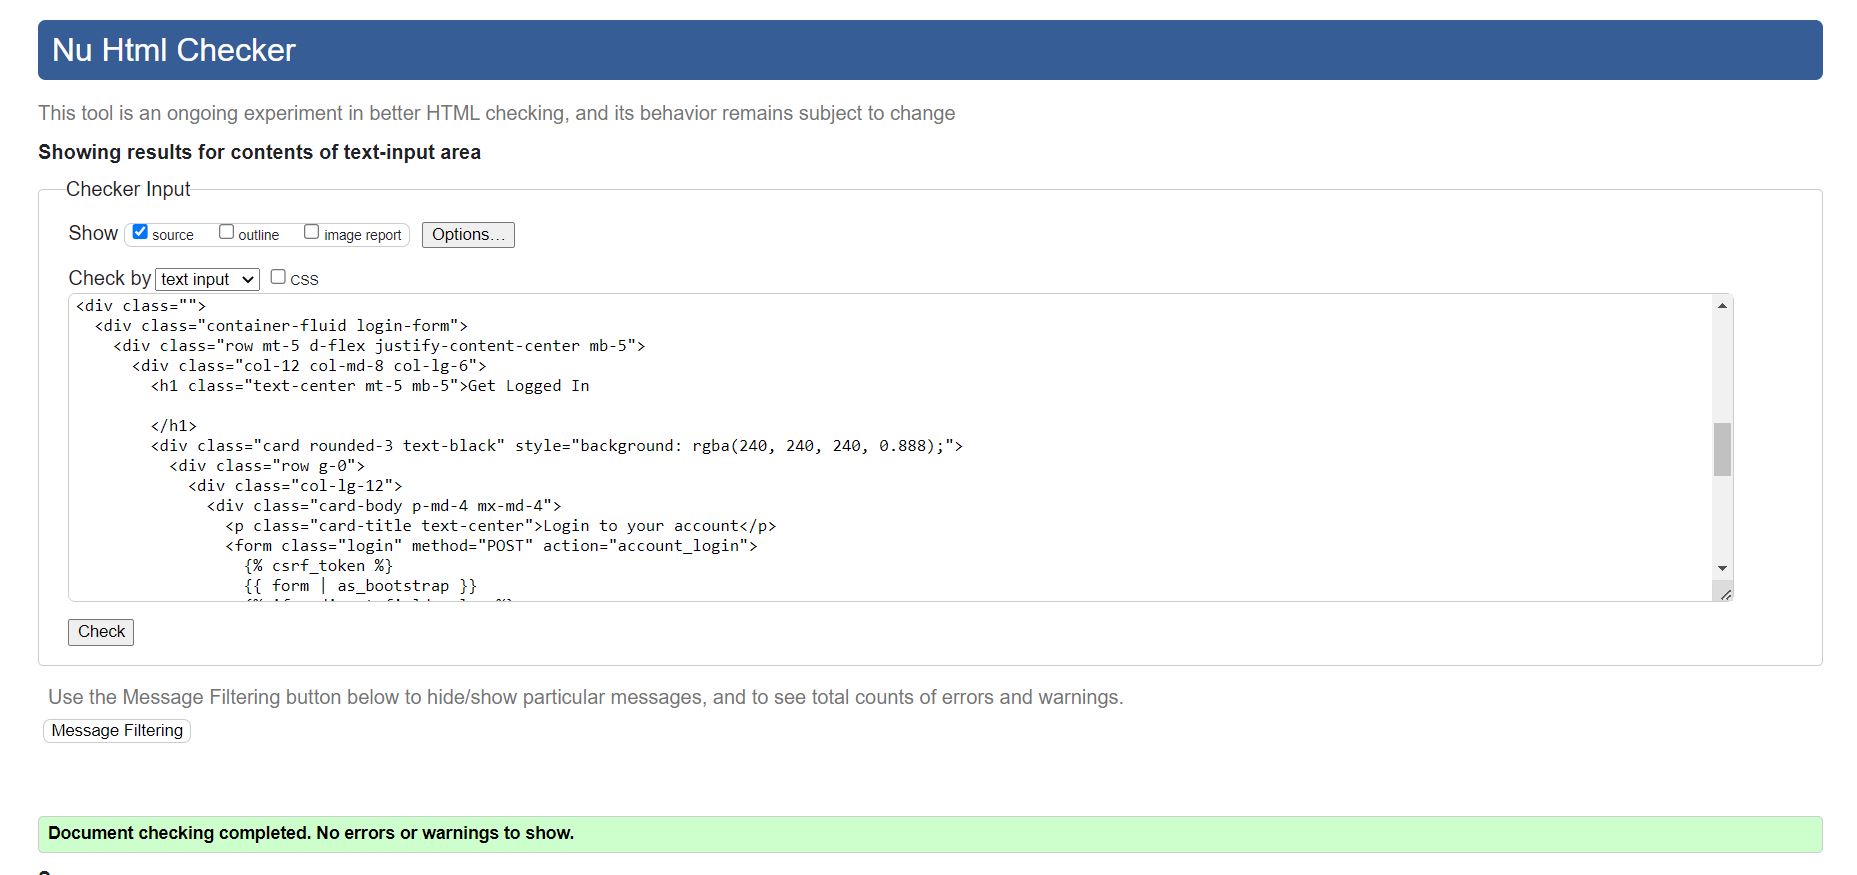 Nu Html Checker
This tool is an ongoing experiment in better HTML checking, and its behavior remains subject to change
Showing results for contents of text-input area
Checker Input
Show source outline image report Options...
Check by text input CSS
<div class="">
<div class="container-fluid login-form">
<div class="row mt-5 d-flex justify-content-center mb-5">
<div class="col-12 col-md-8 col-lg-6">
<h1 class="text-center mt-5 mb-5">Get Logged In
</h1>
<div class="card rounded-3 text-black" style="background: rgba(240, 240, 240, 0.888);">
<div class="row g-0">
<div class="col-lg-12">
<div class="card-body p-md-4 mx-md-4">
<p class="card-title text-center">Login to your account</p>
<form class="login" method="POST" action="account_login">
{% csrf_token %}
{{ form | as_bootstrap }}
Check
Use the Message Filtering button below to hide/show particular messages, and to see total counts of errors and warnings.
Message Filtering
Document checking completed. No errors or warnings to show.